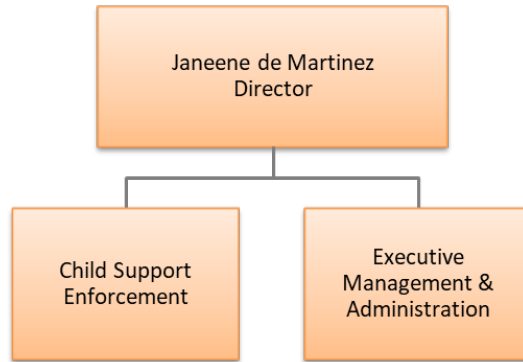 Janeene de Martinez
Director
Child Support
Enforcement
Executive
Management &
Administration